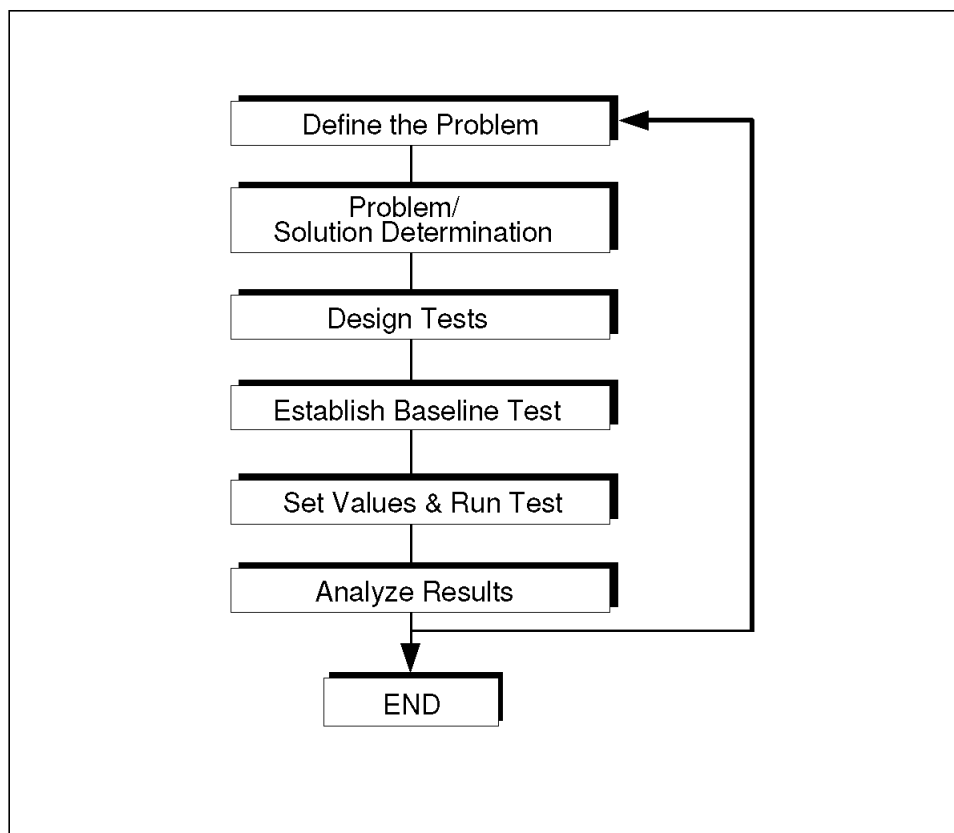 Define the Problem
Problem/
Solution Determination
Design Tests
Establish Baseline Test
Set Values & Run Test
Analyze Results
END